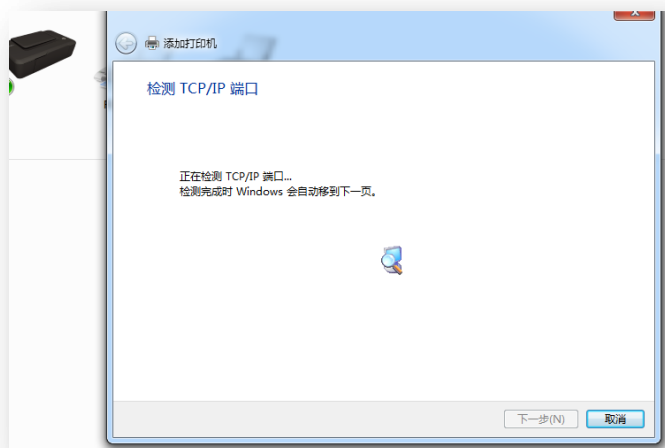 添加打印机
检测 TCP/IP 端口
正在检测 TCP/IP 端口...
检测完成时 Windows 会自动移到下一页。
下一步(N)
取消